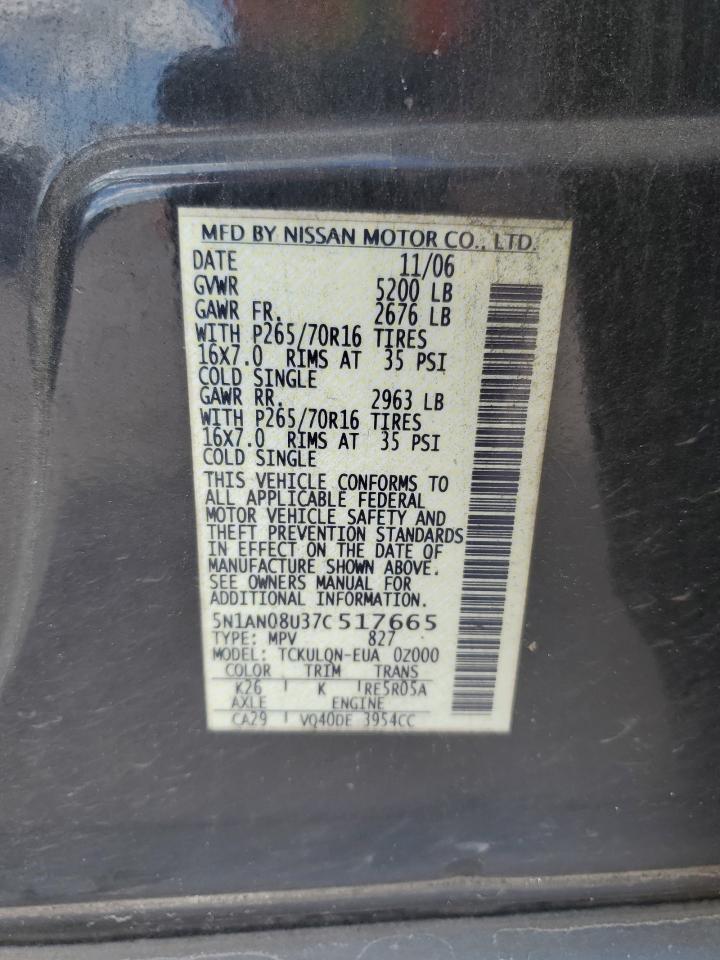 MFD BY NISSAN MOTOR CO., LTD.
DATE 11/06
GVWR 5200 LB
GAWR FR. 2676 LB
WITH P265/70R16 TIRES
16X7.0 RIMS AT 35 PSI
COLD SINGLE
GAWR RR. 2963 LB
WITH P265/70R16 TIRES
16X7.0 RIMS AT 35 PSI
COLD SINGLE
THIS VEHICLE CONFORMS TO
ALL APPLICABLE FEDERAL
MOTOR VEHICLE SAFETY AND
THEFT PREVENTION STANDARDS
IN EFFECT ON THE DATE OF
MANUFACTURE SHOWN ABOVE.
SEE OWNERS MANUAL FOR
ADDITIONAL INFORMATION.
5N1AN08U37C517665
TYPE: MPV 827
MODEL: TCKULQN-EUA 0Z000
COLOR TRIM TRANS
K26 K RE5R05A
AXLE ENGINE
CA29 VQ40DE 3954CC